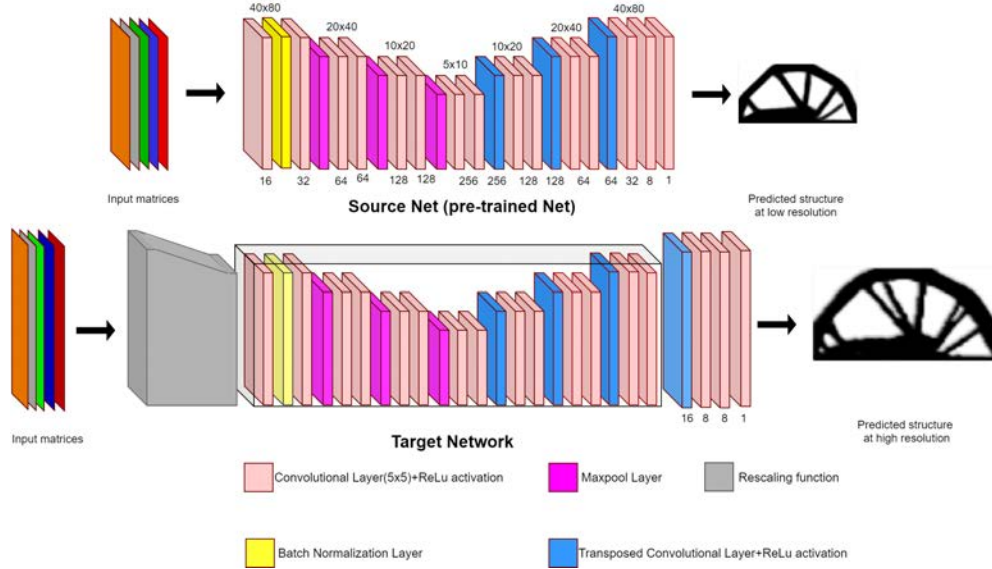 40x80
20x40
10x20
5x10
10x20
20x40
40x80
16
32
64
64
128
128
256
256
128
128
64
64
32
8
1
Input matrices
Source Net (pre-trained Net)
Predicted structure
at low resolution
16
8
8
1
Input matrices
Target Network
Predicted structure
at high resolution
Convolutional Layer(5x5)+ReLu activation
Maxpool Layer
Rescaling function
Batch Normalization Layer
Transposed Convolutional Layer+ReLu activation